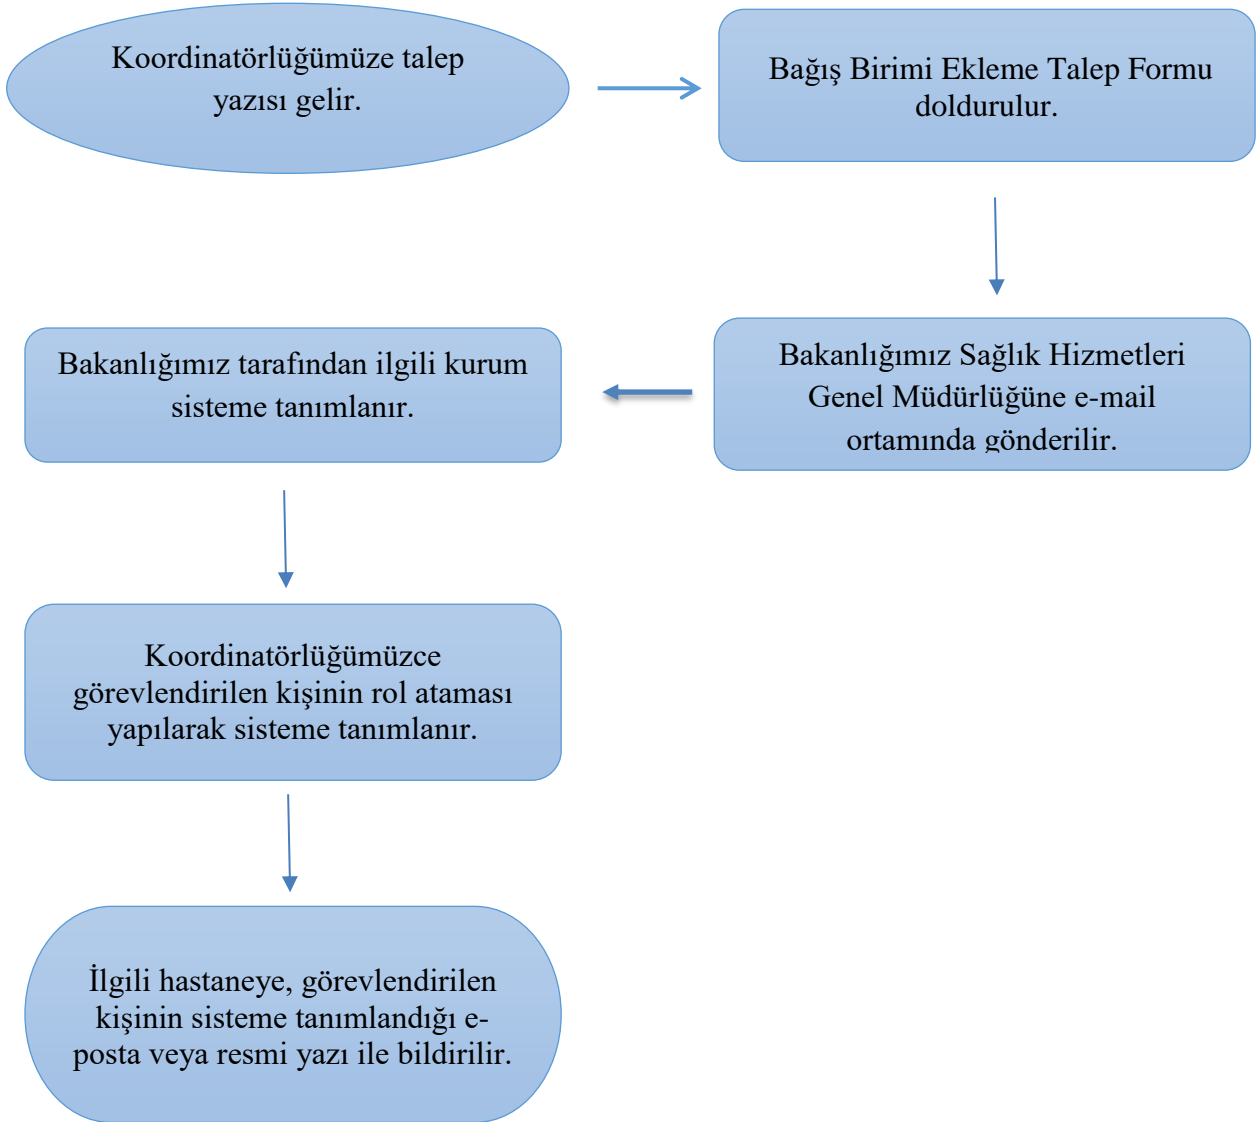 Koordinatörlüğümüze talep
yazısı gelir.
Bağış Birimi Ekleme Talep Formu
doldurulur.
Bakanlığımız Sağlık Hizmetleri
Genel Müdürlüğüne e-mail
ortamında gönderilir.
Bakanlığımız tarafından ilgili kurum
sisteme tanımlanır.
Koordinatörlüğümüzce
görevlendirilen kişinin rol ataması
yapılarak sisteme tanımlanır.
İlgili hastaneye, görevlendirilen
kişinin sisteme tanımlandığı e-
posta veya resmi yazı ile bildirilir.